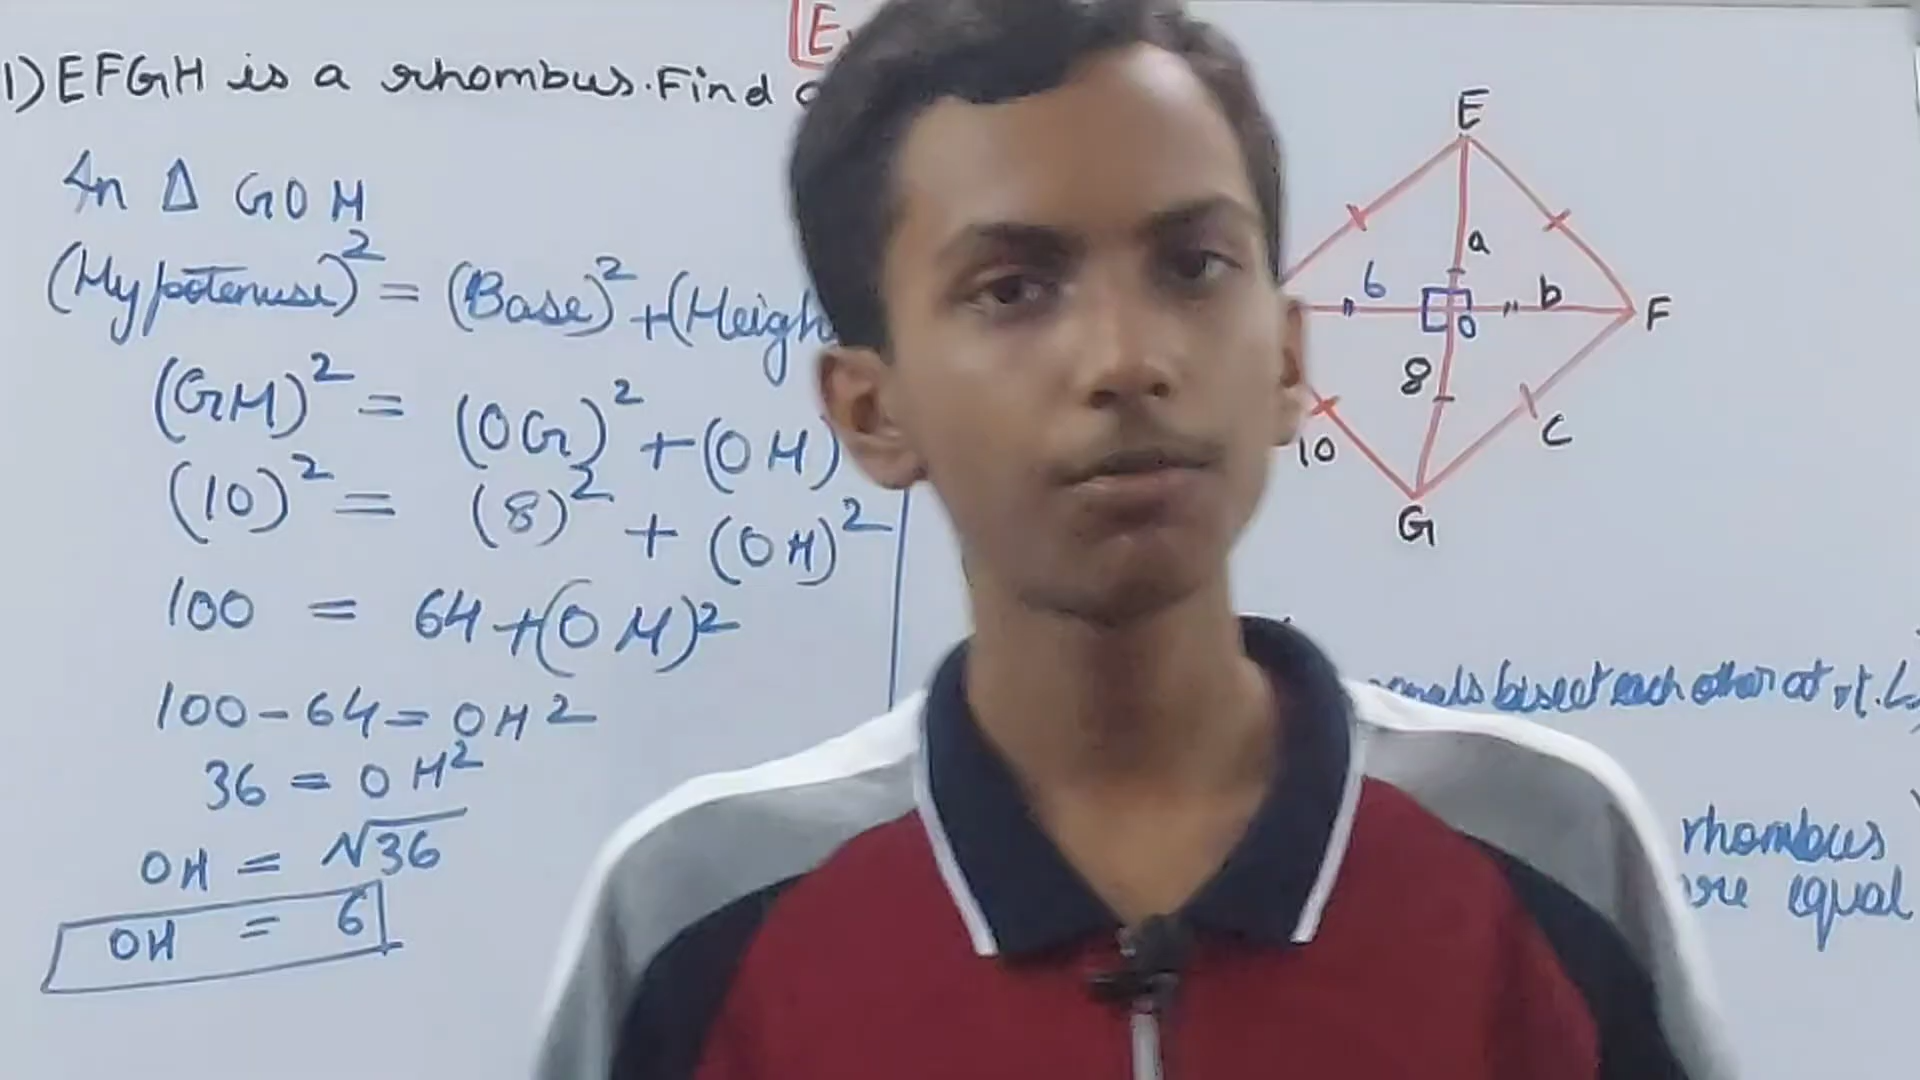 1) EFGH is a rhombus. Find
In Δ GOH
(Hypotenuse)² = (Base)² + (Heigh
(GH)² = (OG)² + (OH)
(10)² = (8)² + (OH)²
100 = 64 + (OH)²
100 - 64 = OH²
36 = OH²
OH = √36
OH = 6
E
a
6
b
F
O
8
C
10
G
bisect each other at rt. L
rhombus
are equal